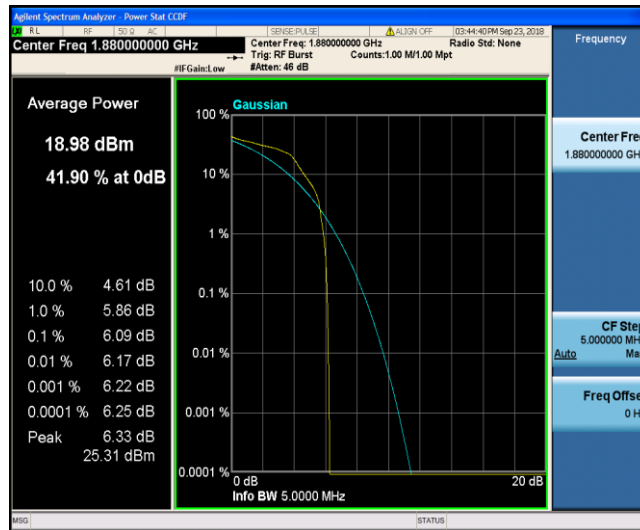 Agilent Spectrum Analyzer - Power Stat CCDF
RL RF 50 Ω AC SENSE:PULSE ALIGN OFF 03:44:40 PM Sep 23, 2018
Center Freq 1.880000000 GHz
Center Freq: 1.880000000 GHz Radio Std: None
Trig: RF Burst Counts:1.00 M/1.00 Mpt
#IFGain:Low #Atten: 46 dB
Frequency
Average Power
18.98 dBm
41.90 % at 0dB
10.0 % 4.61 dB
1.0 % 5.86 dB
0.1 % 6.09 dB
0.01 % 6.17 dB
0.001 % 6.22 dB
0.0001 % 6.25 dB
Peak 6.33 dB
25.31 dBm
Gaussian
100 %
10 %
1 %
0.1 %
0.01 %
0.001 %
0.0001 %
0 dB 20 dB
Info BW 5.0000 MHz
Center Fre
1.880000000 GH
CF Step
5.000000 MH
Auto Ma
Freq Offse
0 H
MSG STATUS